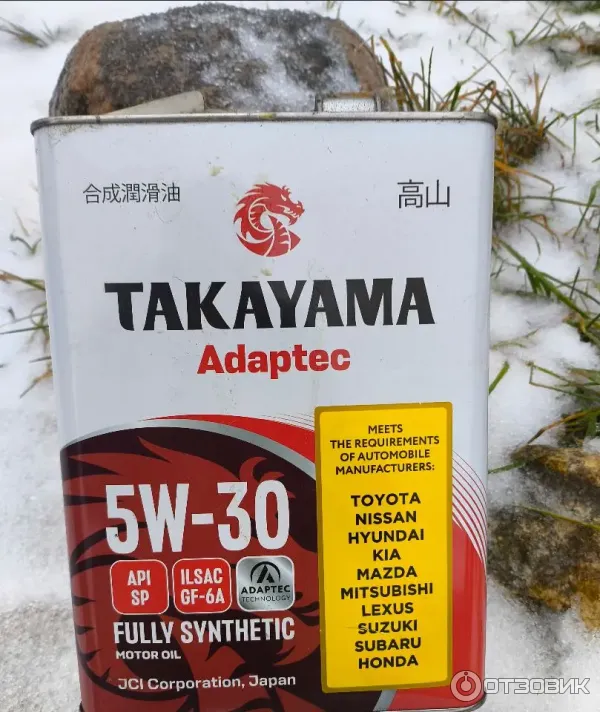 合成潤滑油
高山
TAKAYAMA
Adaptec
5W-30
API
SP
ILSAC
GF-6A
ADAPTEC
TECHNOLOGY
FULLY SYNTHETIC
MOTOR OIL
JCI Corporation, Japan
MEETS
THE REQUIREMENTS
OF AUTOMOBILE
MANUFACTURERS:
TOYOTA
NISSAN
HYUNDAI
KIA
MAZDA
MITSUBISHI
LEXUS
SUZUKI
SUBARU
HONDA
ОТЗОВИК